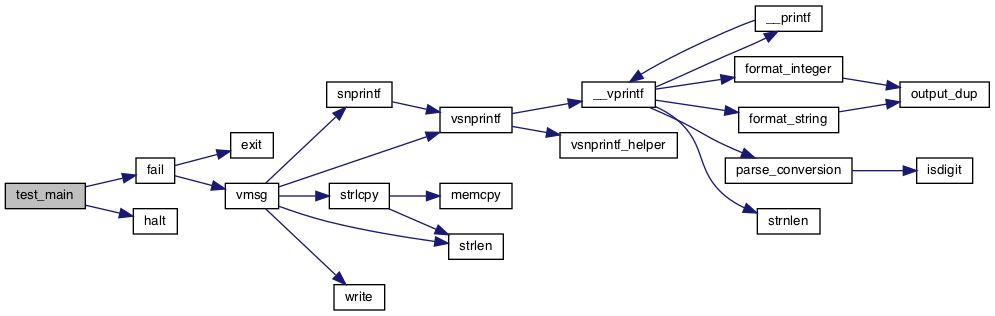 test_main
fail
halt
exit
vmsg
snprintf
strlcpy
write
vsnprintf
memcpy
strlen
__vprintf
vsnprintf_helper
__printf
format_integer
format_string
parse_conversion
strnlen
output_dup
isdigit